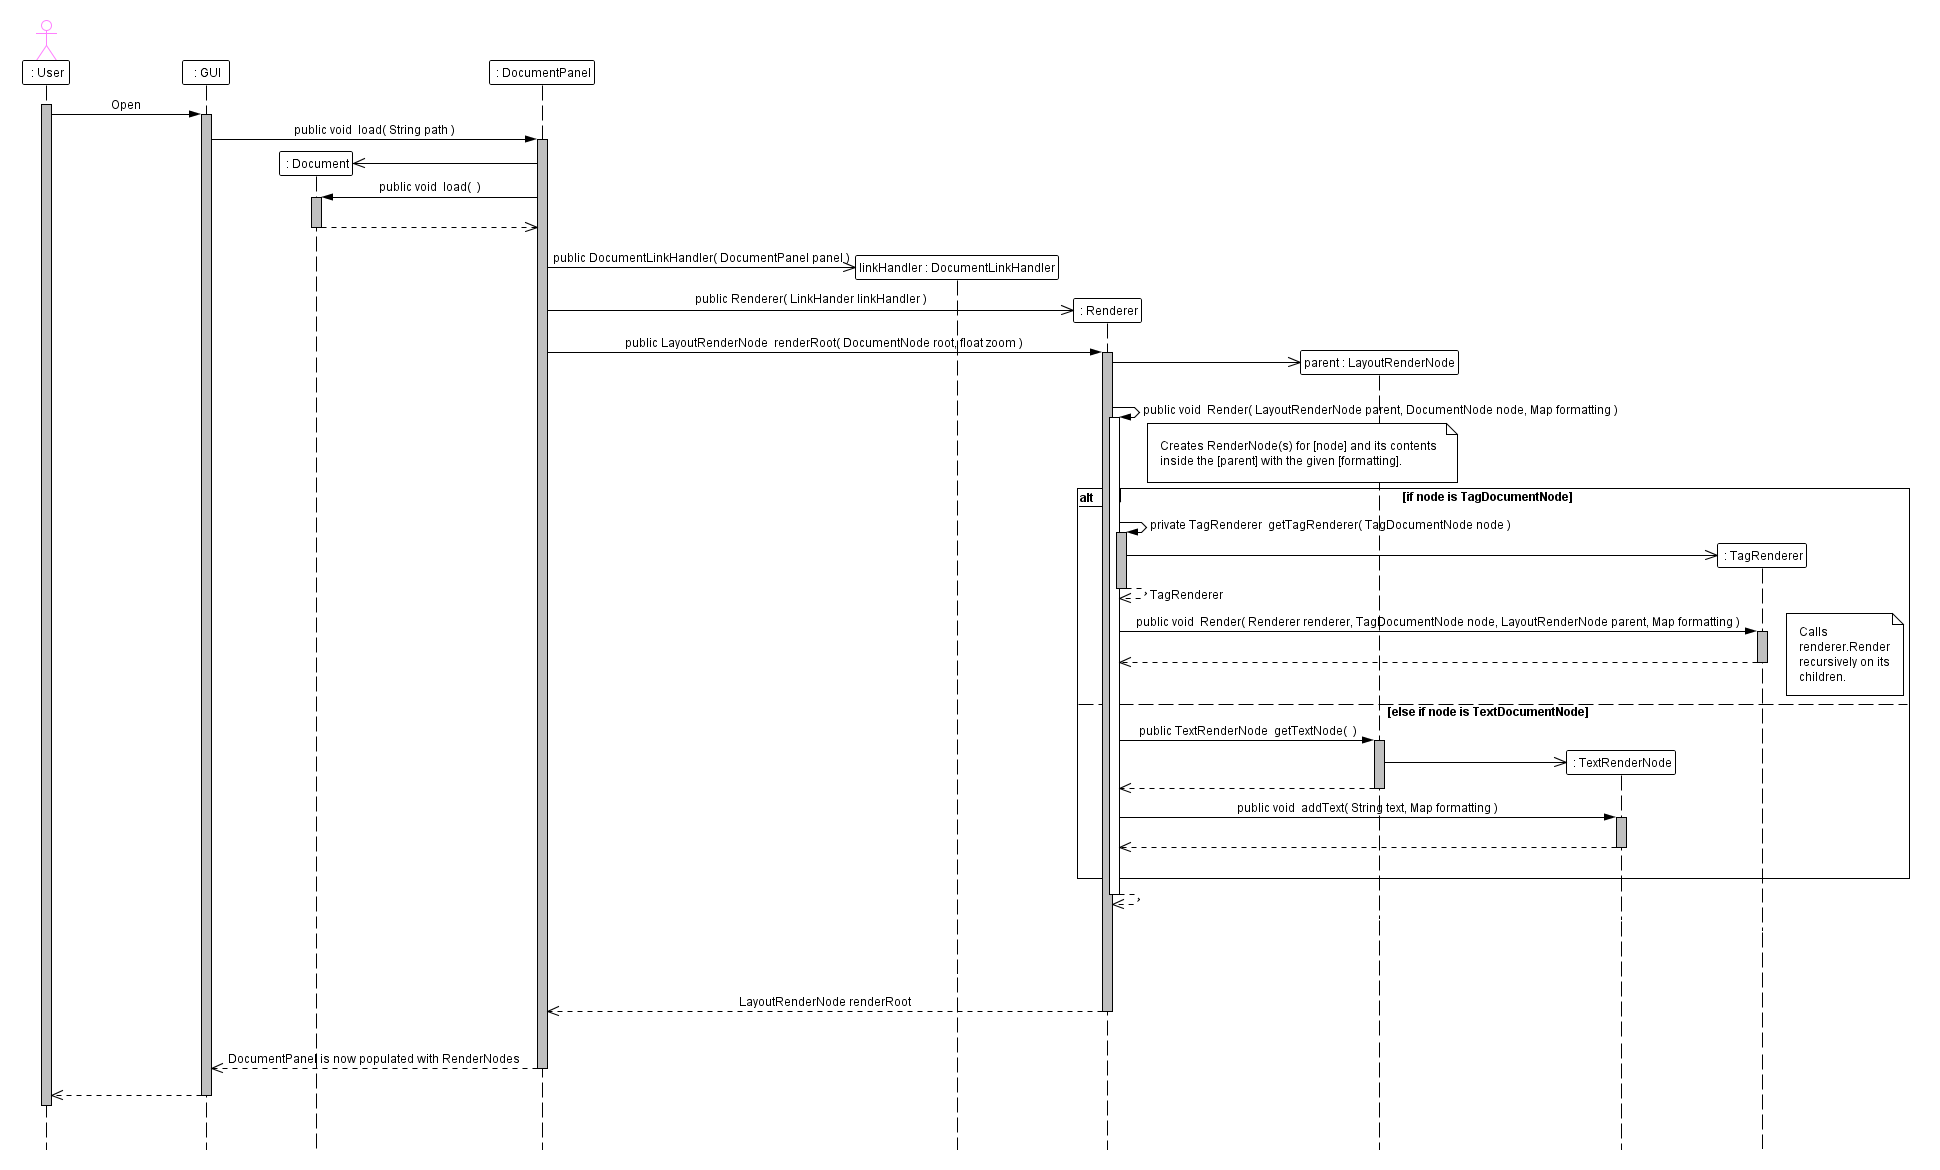 : User
: GUI
: DocumentPanel
Open
public void  load( String path )
: Document
public void  load(  )
public DocumentLinkHandler( DocumentPanel panel )
linkHandler : DocumentLinkHandler
public Renderer( LinkHander linkHandler )
: Renderer
public LayoutRenderNode  renderRoot( DocumentNode root, float zoom )
parent : LayoutRenderNode
public void  Render( LayoutRenderNode parent, DocumentNode node, Map formatting )
Creates RenderNode(s) for [node] and its contents
inside the [parent] with the given [formatting].
alt
[if node is TagDocumentNode]
private TagRenderer  getTagRenderer( TagDocumentNode node )
: TagRenderer
TagRenderer
public void  Render( Renderer renderer, TagDocumentNode node, LayoutRenderNode parent, Map formatting )
Calls
renderer.Render
recursively on its
children.
[else if node is TextDocumentNode]
public TextRenderNode  getTextNode(  )
: TextRenderNode
public void  addText( String text, Map formatting )
LayoutRenderNode renderRoot
DocumentPanel is now populated with RenderNodes